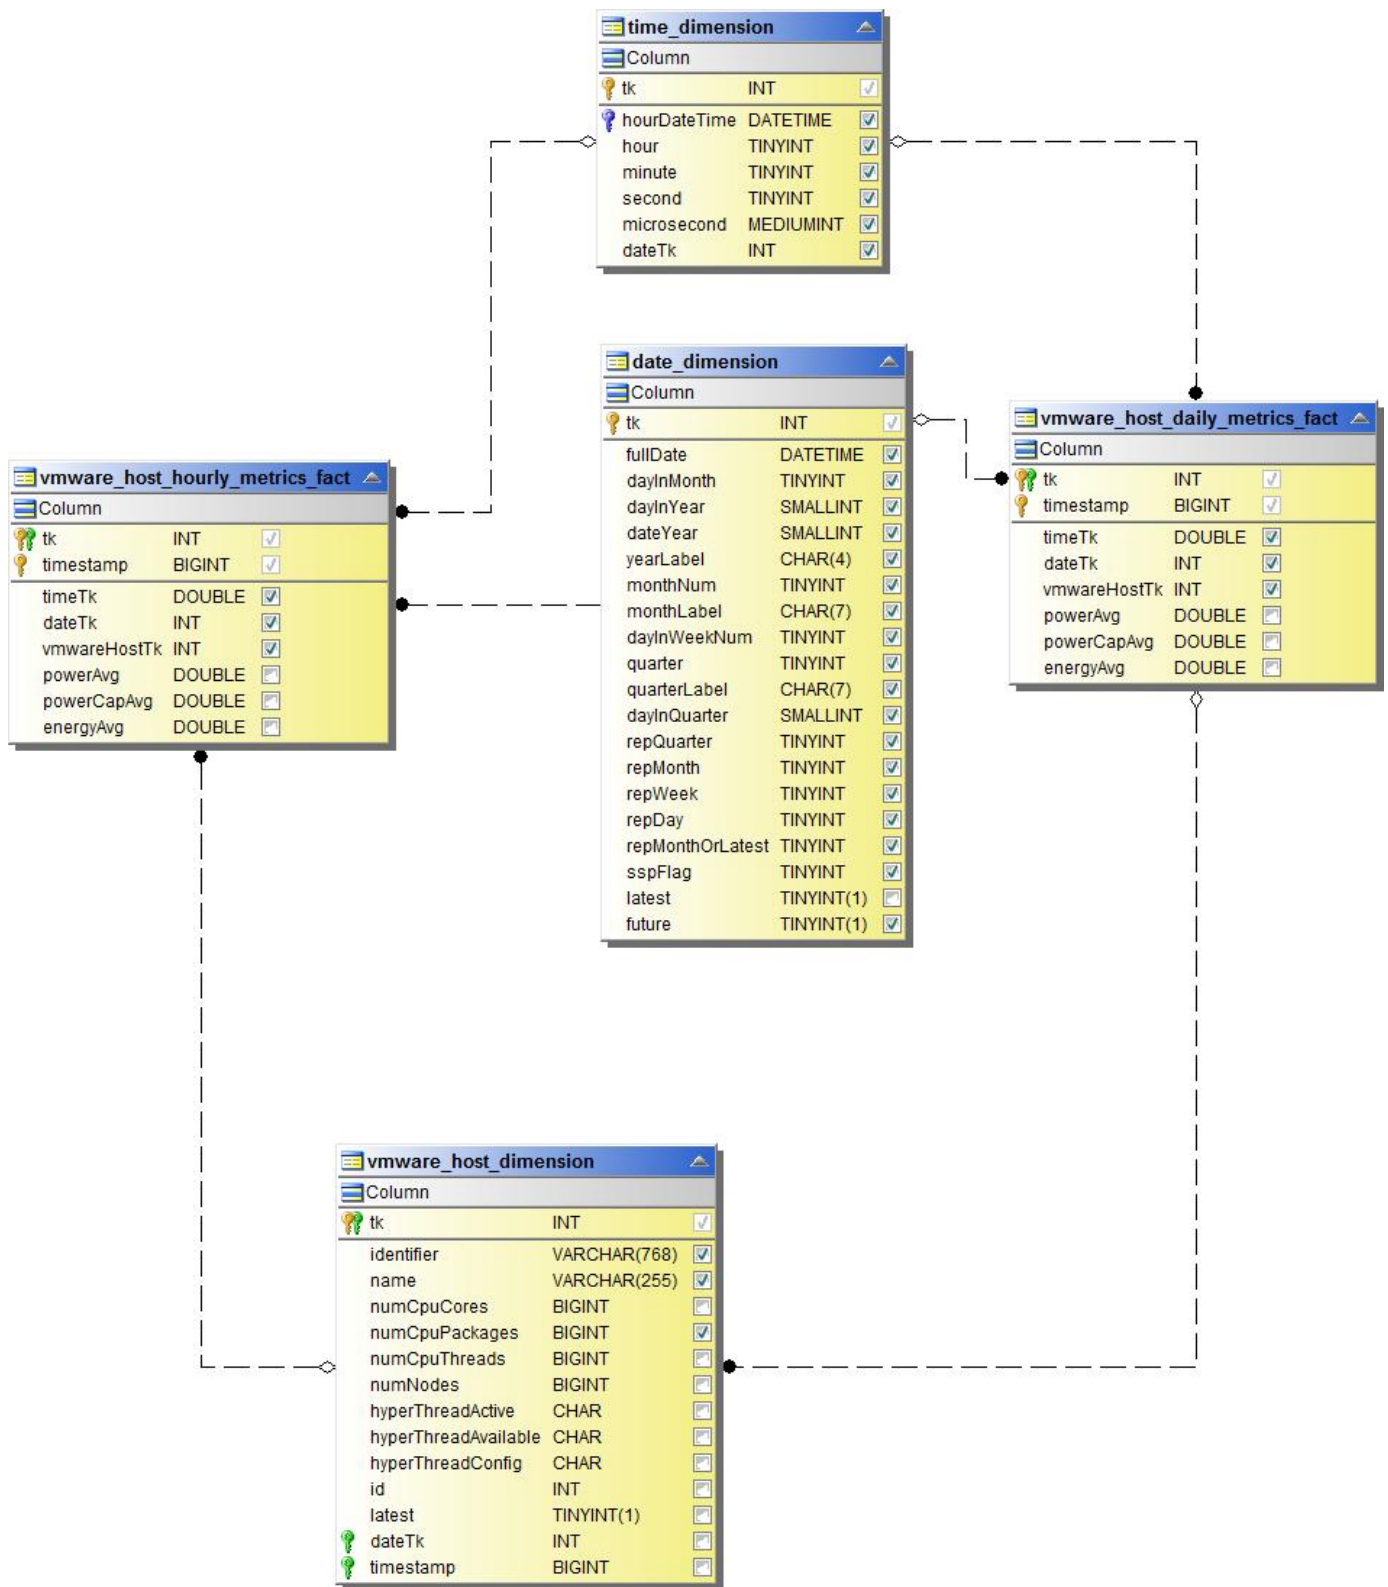 time_dimension
Column
tk INT
hourDateTime DATETIME
hour TINYINT
minute TINYINT
second TINYINT
microsecond MEDIUMINT
dateTk INT
date_dimension
Column
tk INT
fullDate DATETIME
dayInMonth TINYINT
dayInYear SMALLINT
dateYear SMALLINT
yearLabel CHAR(4)
monthNum TINYINT
monthLabel CHAR(7)
dayInWeekNum TINYINT
quarter TINYINT
quarterLabel CHAR(7)
dayInQuarter SMALLINT
repQuarter TINYINT
repMonth TINYINT
repWeek TINYINT
repDay TINYINT
repMonthOrLatest TINYINT
sspFlag TINYINT
latest TINYINT(1)
future TINYINT(1)
vmware_host_daily_metrics_fact
Column
tk INT
timestamp BIGINT
timeTk DOUBLE
dateTk INT
vmwareHostTk INT
powerAvg DOUBLE
powerCapAvg DOUBLE
energyAvg DOUBLE
vmware_host_hourly_metrics_fact
Column
tk INT
timestamp BIGINT
timeTk DOUBLE
dateTk INT
vmwareHostTk INT
powerAvg DOUBLE
powerCapAvg DOUBLE
energyAvg DOUBLE
vmware_host_dimension
Column
tk INT
identifier VARCHAR(768)
name VARCHAR(255)
numCpuCores BIGINT
numCpuPackages BIGINT
numCpuThreads BIGINT
numNodes BIGINT
hyperThreadActive CHAR
hyperThreadAvailable CHAR
hyperThreadConfig CHAR
id INT
latest TINYINT(1)
dateTk INT
timestamp BIGINT